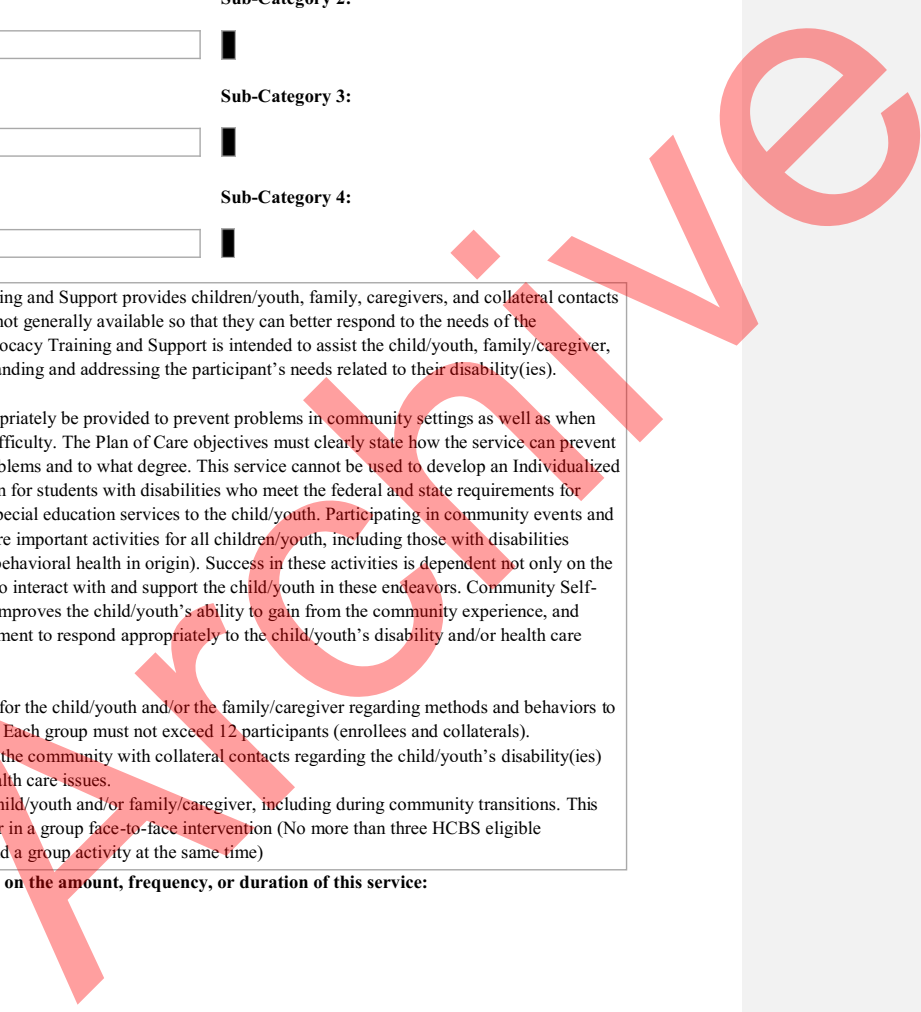 Sub-Category 2:
Sub-Category 3:
Sub-Category 4:
ing and Support provides children/youth, family, caregivers, and collateral contacts
not generally available so that they can better respond to the needs of the
ocacy Training and Support is intended to assist the child/youth, family/caregiver,
anding and addressing the participant's needs related to their disability(ies).
opriately be provided to prevent problems in community settings as well as when
fficulty. The Plan of Care objectives must clearly state how the service can prevent
blems and to what degree. This service cannot be used to develop an Individualized
n for students with disabilities who meet the federal and state requirements for
pecial education services to the child/youth. Participating in community events and
re important activities for all children/youth, including those with disabilities
behavioral health in origin). Success in these activities is dependent not only on the
o interact with and support the child/youth in these endeavors. Community Self-
improves the child/youth's ability to gain from the community experience, and
ment to respond appropriately to the child/youth's disability and/or health care
for the child/youth and/or the family/caregiver regarding methods and behaviors to
Each group must not exceed 12 participants (enrollees and collaterals).
the community with collateral contacts regarding the child/youth's disability(ies)
alth care issues.
hild/youth and/or family/caregiver, including during community transitions. This
r in a group face-to-face intervention (No more than three HCBS eligible
d a group activity at the same time)
on the amount, frequency, or duration of this service:
Archive